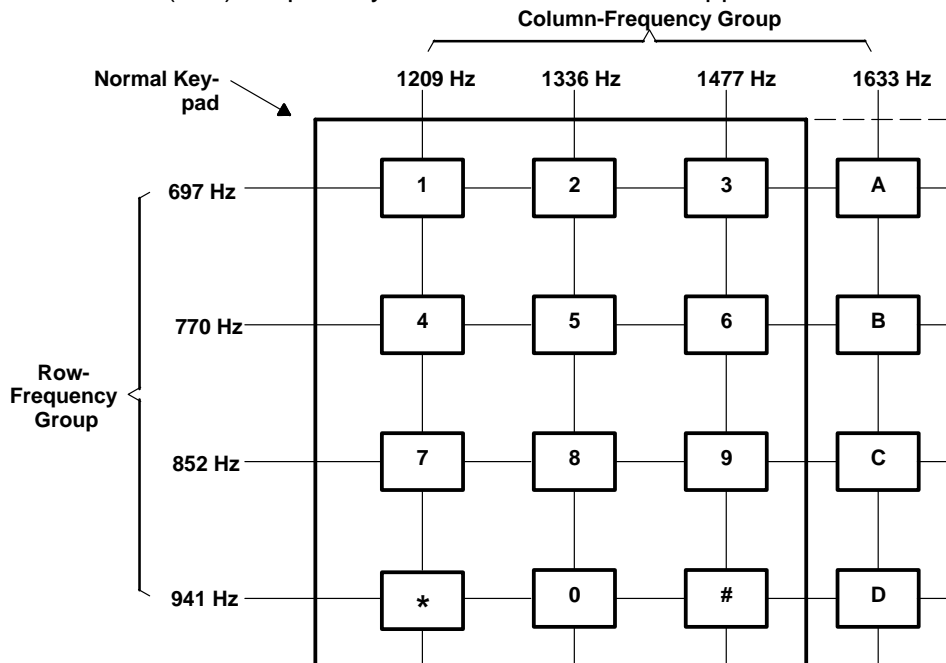 Column-Frequency Group
Normal Key-
pad
1209 Hz 1336 Hz 1477 Hz 1633 Hz
697 Hz 1 2 3 A
770 Hz 4 5 6 B
Row-
Frequency
Group
852 Hz 7 8 9 C
941 Hz * 0 # D